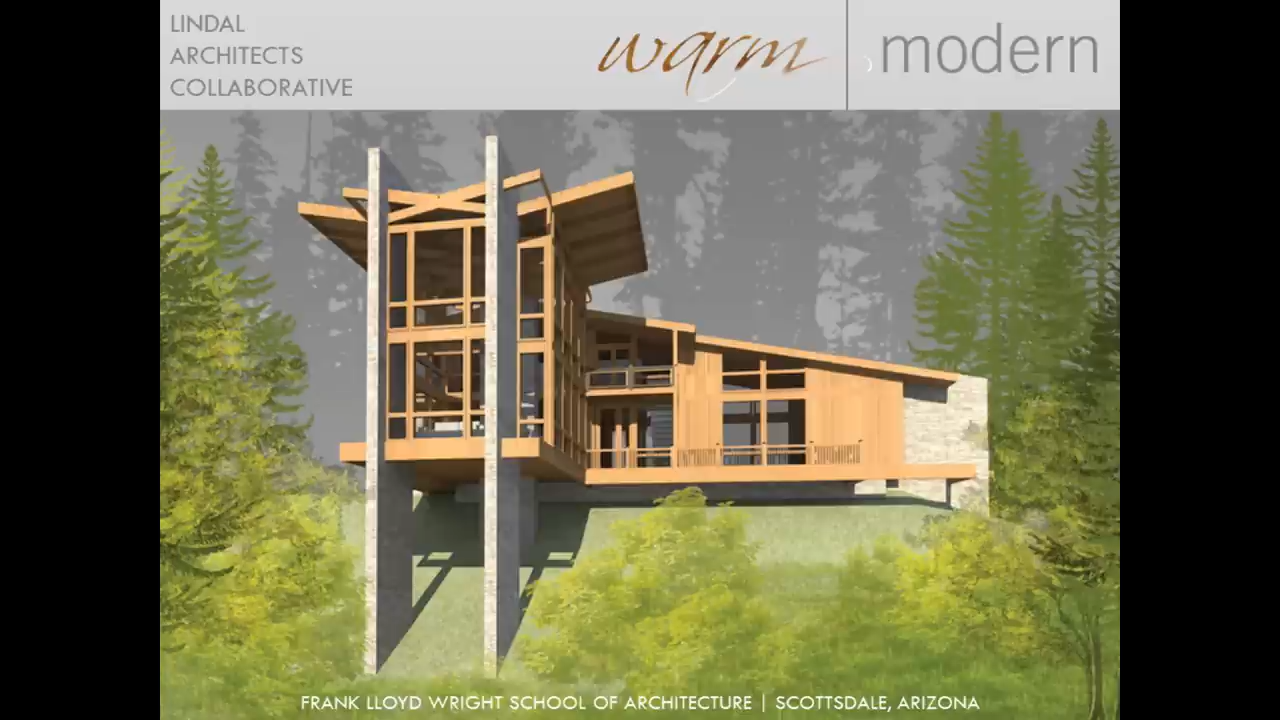 LINDAL
ARCHITECTS
COLLABORATIVE
warm | modern
FRANK LLOYD WRIGHT SCHOOL OF ARCHITECTURE | SCOTTSDALE, ARIZONA